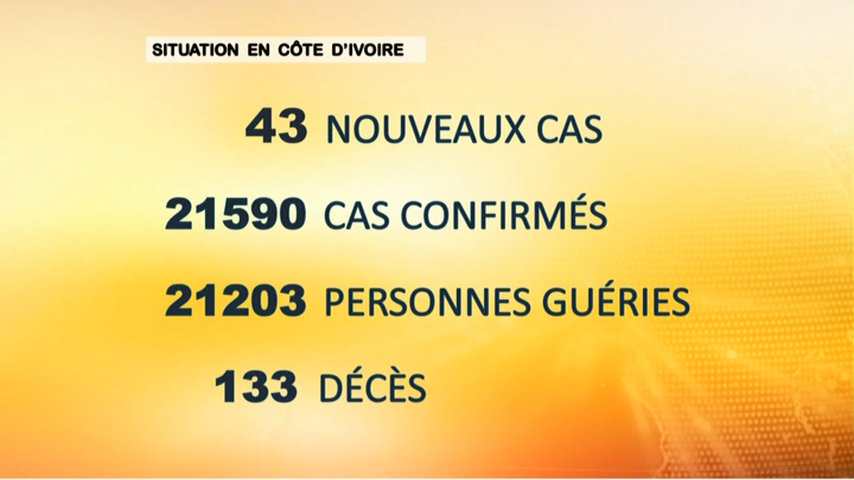 SITUATION EN CÔTE D'IVOIRE
43 NOUVEAUX CAS
21590 CAS CONFIRMÉS
21203 PERSONNES GUÉRIES
133 DÉCÈS